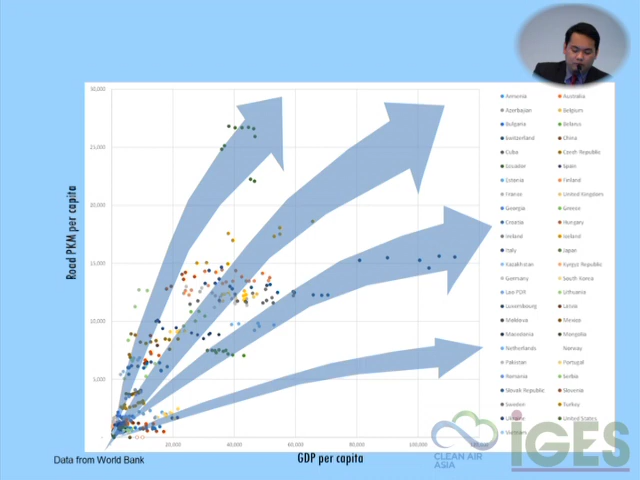 30,000
Armenia Australia
Azerbaijan Belgium
Bulgaria Belarus
Switzerland China
25,000
Cuba Czech Republic
Ecuador Spain
Estonia Finland
France United Kingdom
20,000
Georgia Greece
Croatia Hungary
Ireland Iceland
Road PKM per capita
Italy Japan
15,000
Kazakhstan Kyrgyz Republic
Germany South Korea
Lao PDR Lithuania
Luxembourg Latvia
10,000
Moldova Mexico
Macedonia Mongolia
Netherlands Norway
Pakistan Portugal
5,000
Romania Serbia
Slovak Republic Slovenia
Sweden Turkey
Ukraine United States
Vietnam
20,000 40,000 60,000 80,000 100,000
Data from World Bank
GDP per capita
CLEAN AIR
ASIA
IGES